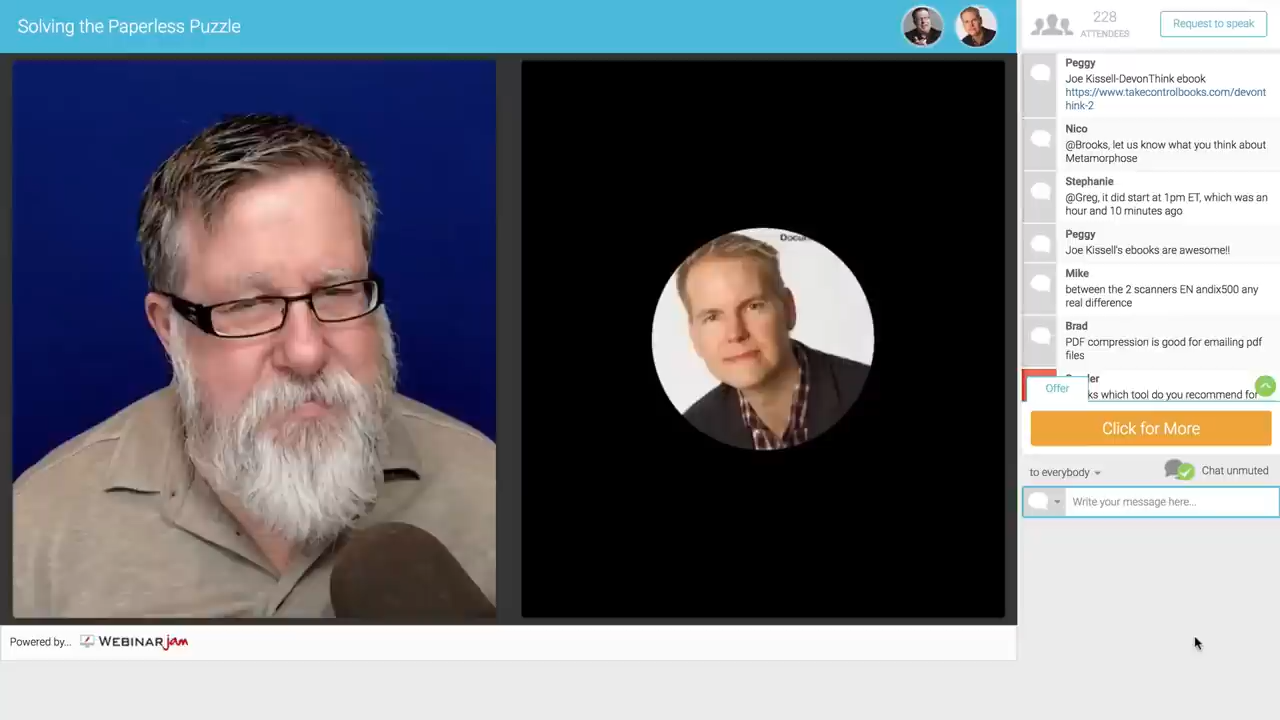 Solving the Paperless Puzzle
228
ATTENDEES
Request to speak
Peggy
Joe Kissell-DevonThink ebook
https://www.takecontrolbooks.com/devont
hink-2
Nico
@Brooks, let us know what you think about
Metamorphose
Stephanie
@Greg, it did start at 1pm ET, which was an
hour and 10 minutes ago
Peggy
Joe Kissell's ebooks are awesome!!
Mike
between the 2 scanners EN andix500 any
real difference
Brad
PDF compression is good for emailing pdf
files
which tool do you recommend for
Offer
Click for More
to everybody
Chat unmuted
Write your message here...
Powered by...
WEBINARjam